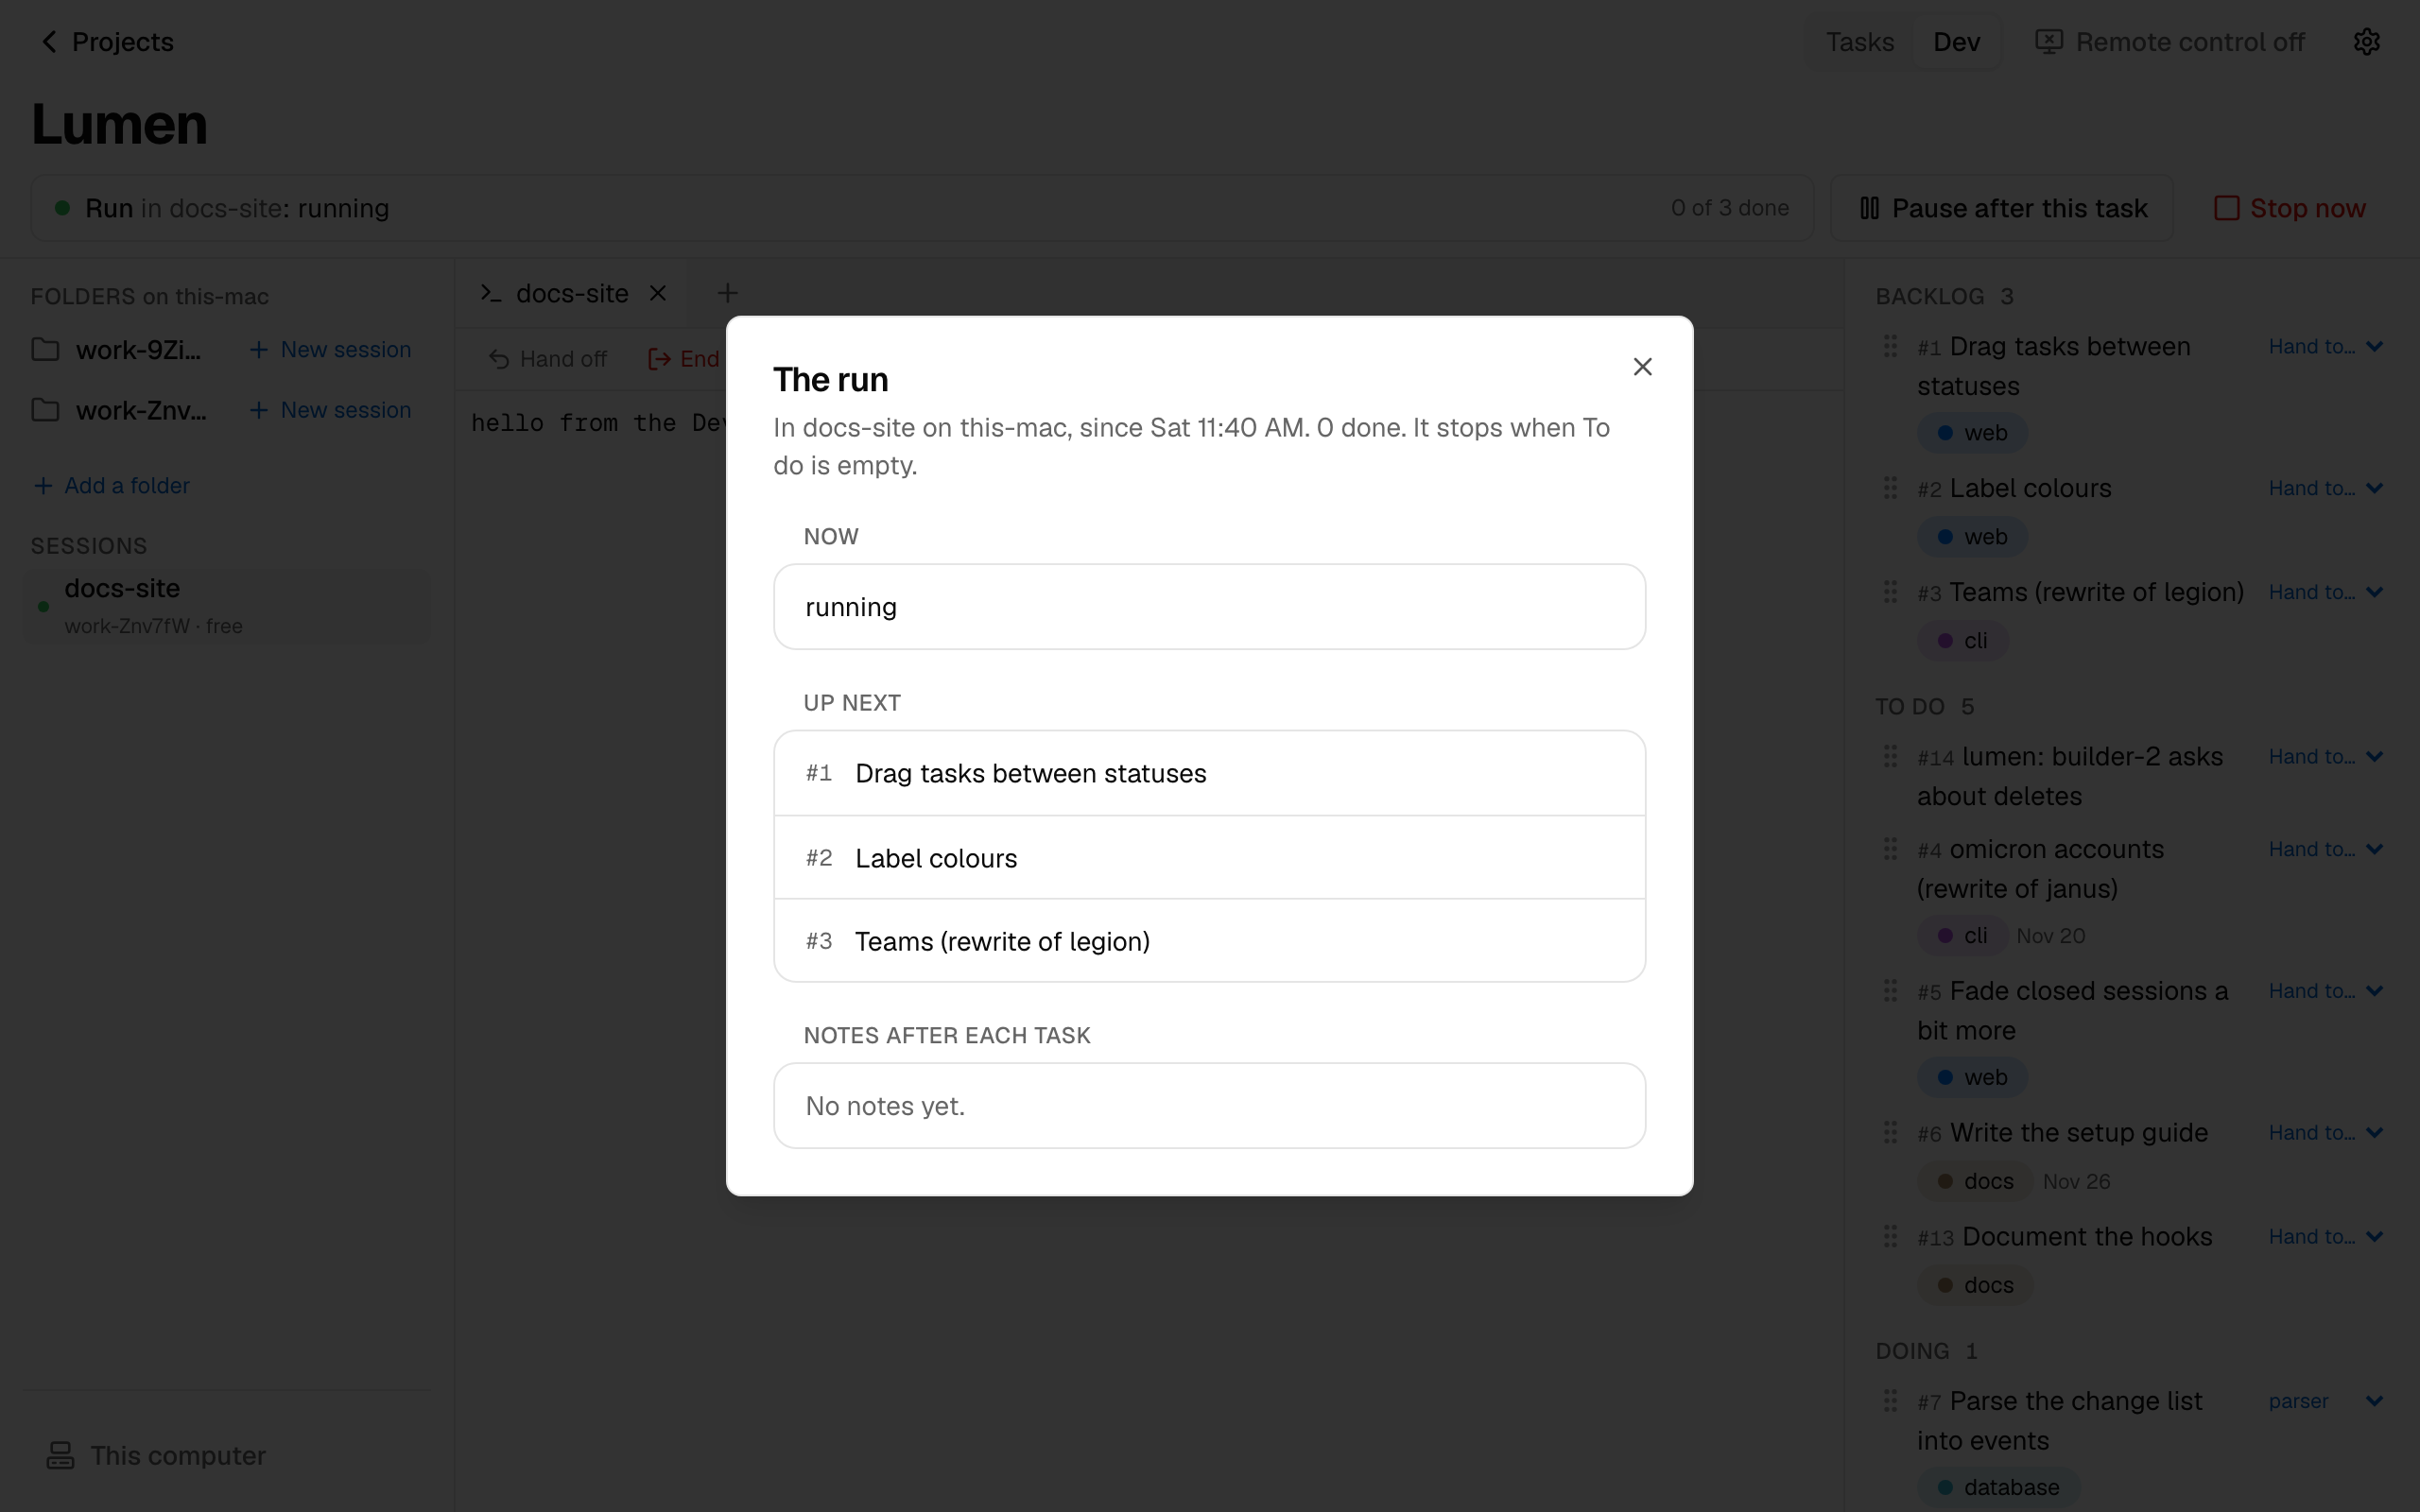 Projects
Tasks Dev Remote control off
Lumen
Run in docs-site: running 0 of 3 done Pause after this task Stop now
FOLDERS on this-mac
work-9Zi... + New session
work-Znv... + New session
+ Add a folder
SESSIONS
docs-site
work-Znv7fW · free
This computer
docs-site
Hand off End
hello from the De
The run
In docs-site on this-mac, since Sat 11:40 AM. 0 done. It stops when To
do is empty.
NOW
running
UP NEXT
#1 Drag tasks between statuses
#2 Label colours
#3 Teams (rewrite of legion)
NOTES AFTER EACH TASK
No notes yet.
BACKLOG 3
#1 Drag tasks between Hand to...
statuses
web
#2 Label colours Hand to...
web
#3 Teams (rewrite of legion) Hand to...
cli
TO DO 5
#14 lumen: builder-2 asks Hand to...
about deletes
#4 omicron accounts Hand to...
(rewrite of janus)
cli Nov 20
#5 Fade closed sessions a Hand to...
bit more
web
#6 Write the setup guide Hand to...
docs Nov 26
#13 Document the hooks Hand to...
docs
DOING 1
#7 Parse the change list parser
into events
database